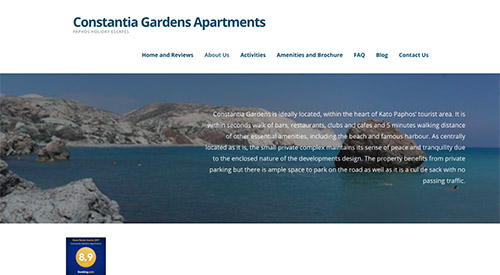 Constantia Gardens Apartments
PAPHOS HOLIDAY ESCAPES
Home and Reviews About Us Activities Amenities and Brochure FAQ Blog Contact Us
Constantia Gardens is ideally located, within the heart of Kato Paphos' tourist area. It is
within seconds walk of bars, restaurants, clubs and cafes and 5 minutes walking distance
of other essential amenities, including the beach and famous harbour. As centrally
located as it is, the small private complex maintains its sense of peace and tranquility due
to the enclosed nature of the developments design. The property benefits from private
parking but there is ample space to park on the road as well as it is a cul de sack with no
passing traffic.
8,9
Booking.com